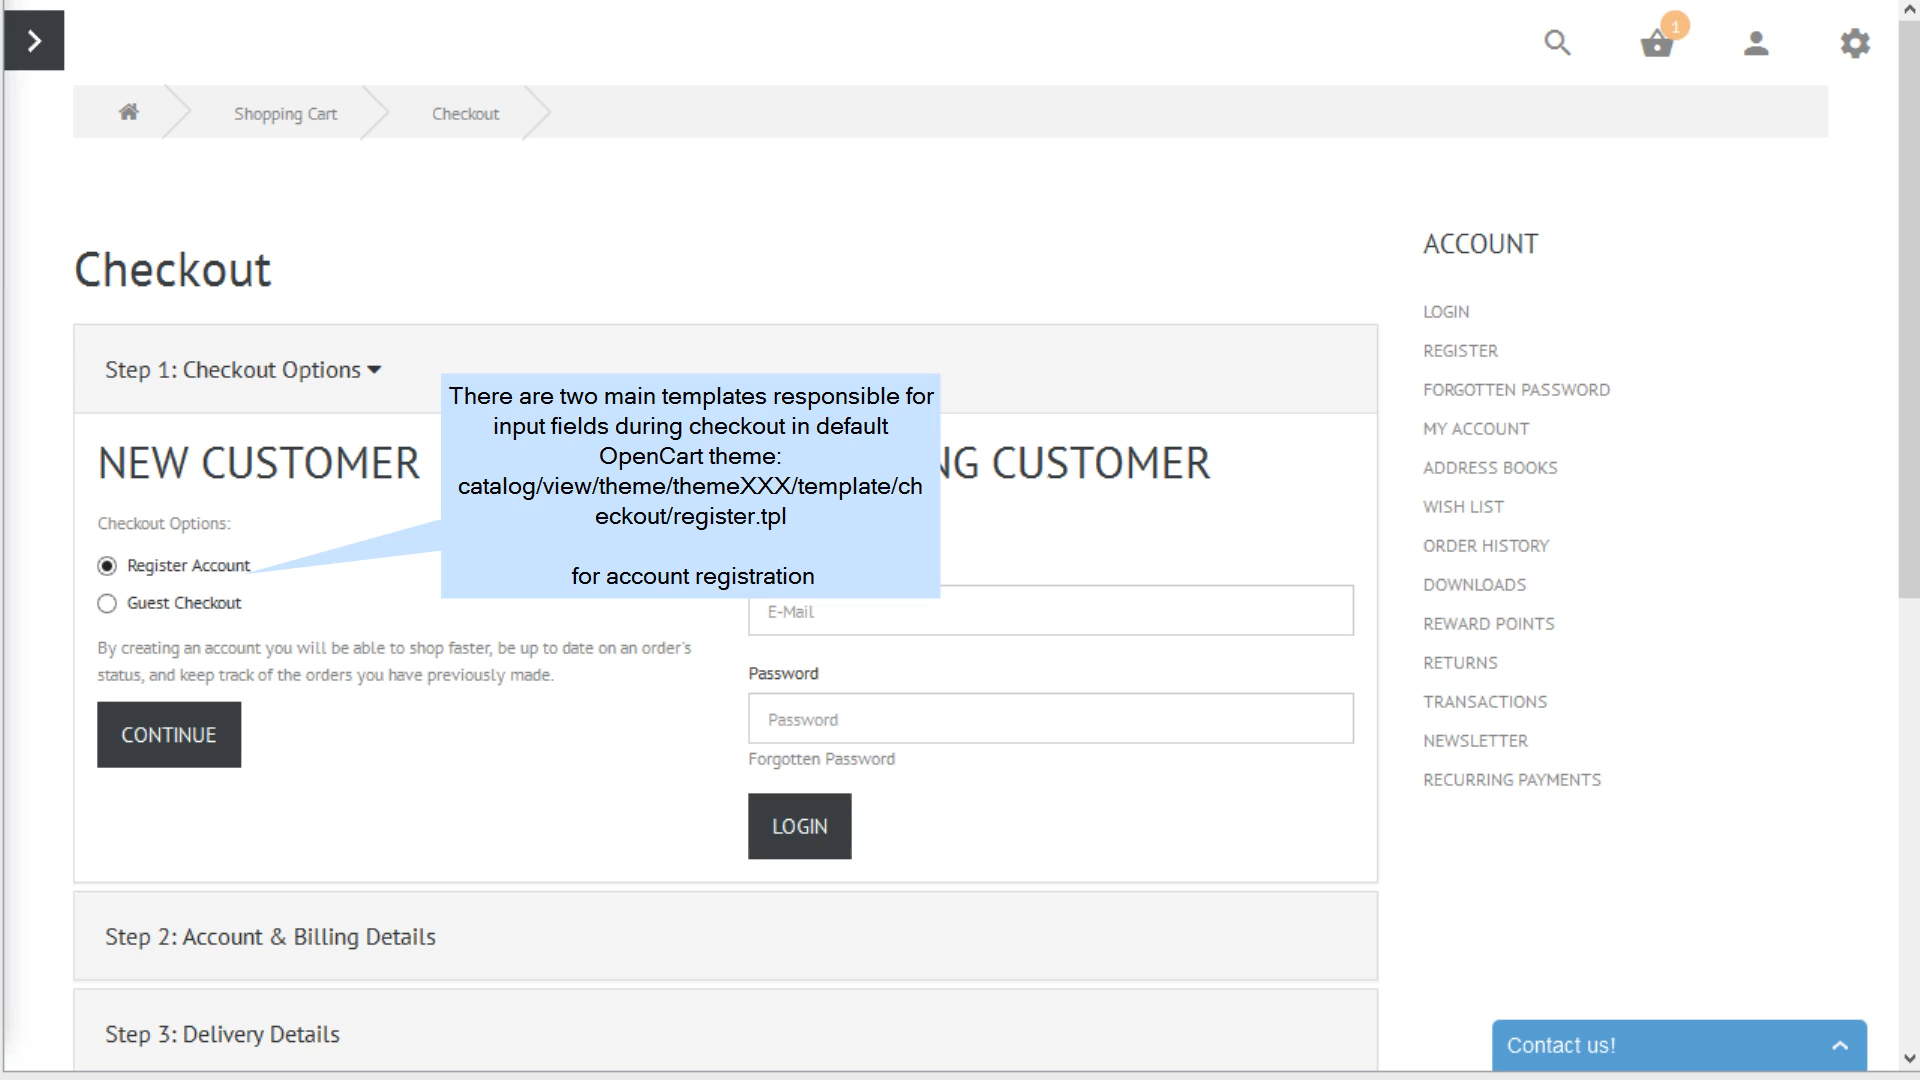 1
Shopping Cart
Checkout
Checkout
Step 1: Checkout Options
There are two main templates responsible for
input fields during checkout in default
OpenCart theme:
catalog/view/theme/themeXXX/template/ch
eckout/register.tpl
for account registration
NEW CUSTOMER
Checkout Options:
Register Account
Guest Checkout
By creating an account you will be able to shop faster, be up to date on an order's
status, and keep track of the orders you have previously made.
CONTINUE
CUSTOMER
E-Mail
Password
Password
Forgotten Password
LOGIN
Step 2: Account & Billing Details
Step 3: Delivery Details
ACCOUNT
LOGIN
REGISTER
FORGOTTEN PASSWORD
MY ACCOUNT
ADDRESS BOOKS
WISH LIST
ORDER HISTORY
DOWNLOADS
REWARD POINTS
RETURNS
TRANSACTIONS
NEWSLETTER
RECURRING PAYMENTS
Contact us!